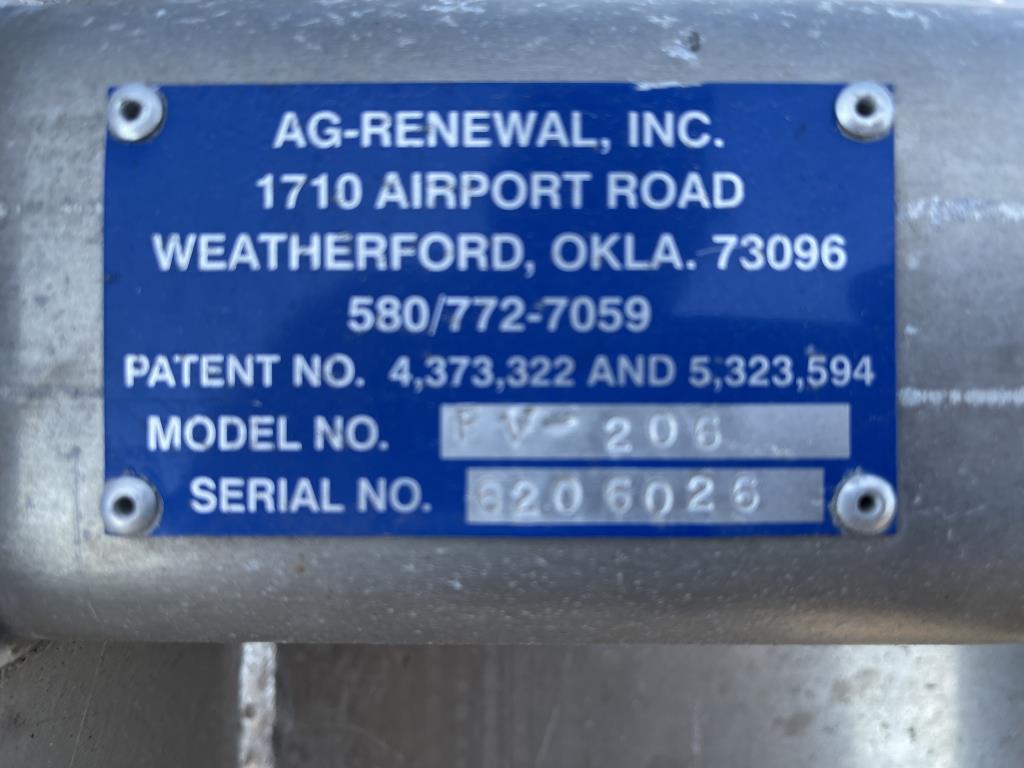 AG-RENEWAL, INC.
1710 AIRPORT ROAD
WEATHERFORD, OKLA. 73096
580/772-7059
PATENT NO. 4,373,322 AND 5,323,594
MODEL NO. PV-206
SERIAL NO. 6206026